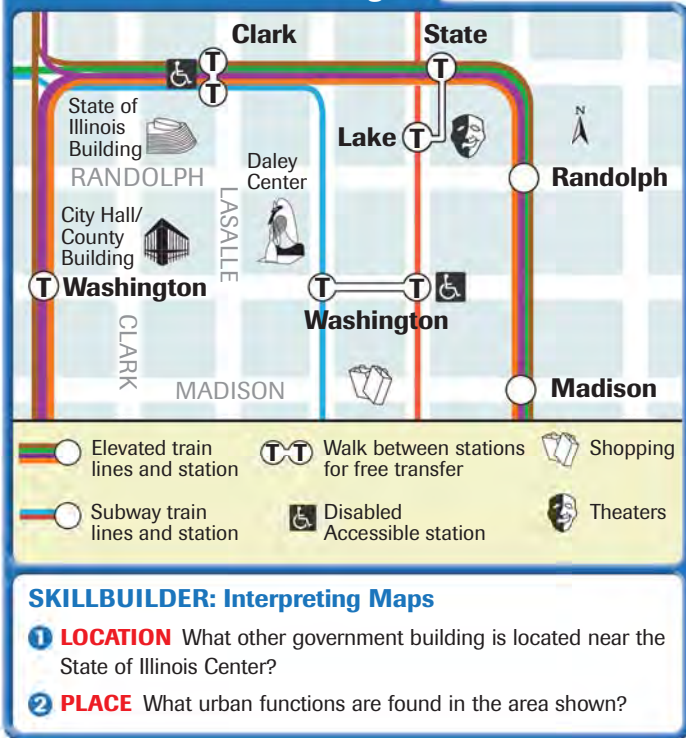 Clark
State
T
T
T
State of
Illinois
Building
Lake T
N
RANDOLPH
Daley
Center
Randolph
LASALLE
City Hall/
County
Building
T Washington
T
T
Washington
CLARK
MADISON
Madison
Elevated train
lines and station
T T Walk between stations
for free transfer
Shopping
Subway train
lines and station
Disabled
Accessible station
Theaters
SKILLBUILDER: Interpreting Maps
1 LOCATION What other government building is located near the
State of Illinois Center?
2 PLACE What urban functions are found in the area shown?